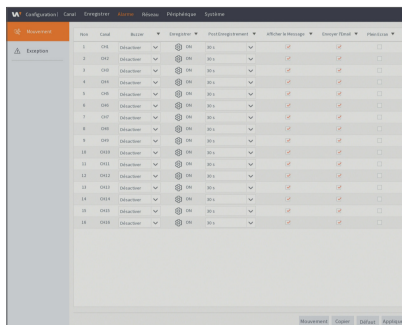 Configuration Canal Enregistrer Alarme Réseau Périphérique Système
Mouvement
Exception
Non Canal Buzzer Enregistrer Post Enregistrement Afficher le Message Envoyer l'Email Plein Ecran
1 CH1 Désactiver ON 30 s
2 CH2 Désactiver ON 30 s
3 CH3 Désactiver ON 30 s
4 CH4 Désactiver ON 30 s
5 CH5 Désactiver ON 30 s
6 CH6 Désactiver ON 30 s
7 CH7 Désactiver ON 30 s
8 CH8 Désactiver ON 30 s
9 CH9 Désactiver ON 30 s
10 CH10 Désactiver ON 30 s
11 CH11 Désactiver ON 30 s
12 CH12 Désactiver ON 30 s
13 CH13 Désactiver ON 30 s
14 CH14 Désactiver ON 30 s
15 CH15 Désactiver ON 30 s
16 CH16 Désactiver ON 30 s
Mouvement Copier Défaut Applique